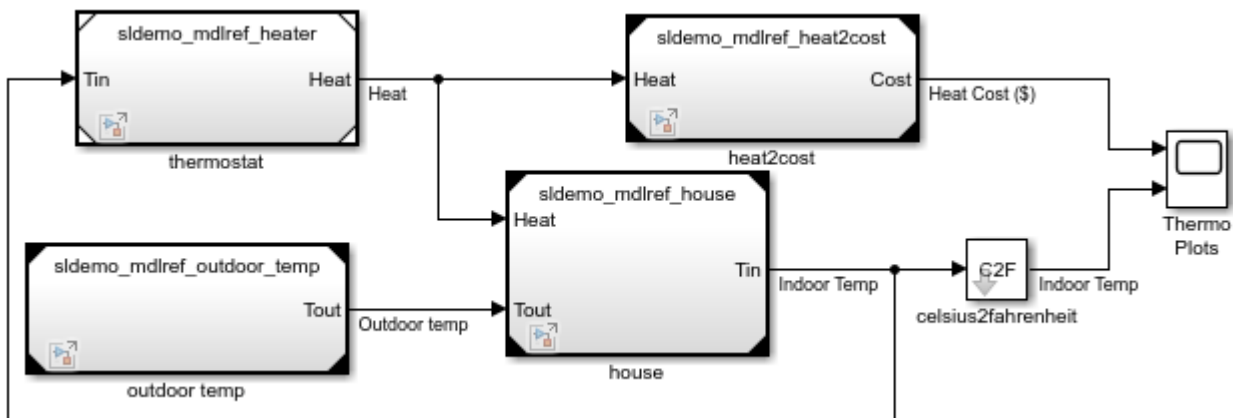 sldemo_mdlref_heater
Tin
Heat
Heat
thermostat
sldemo_mdlref_heat2cost
Heat
Cost
Heat Cost ($)
heat2cost
sldemo_mdlref_house
Heat
Tin
Tout
Indoor Temp
house
sldemo_mdlref_outdoor_temp
Tout
Outdoor temp
outdoor temp
C2F
Indoor Temp
celsius2fahrenheit
Thermo
Plots